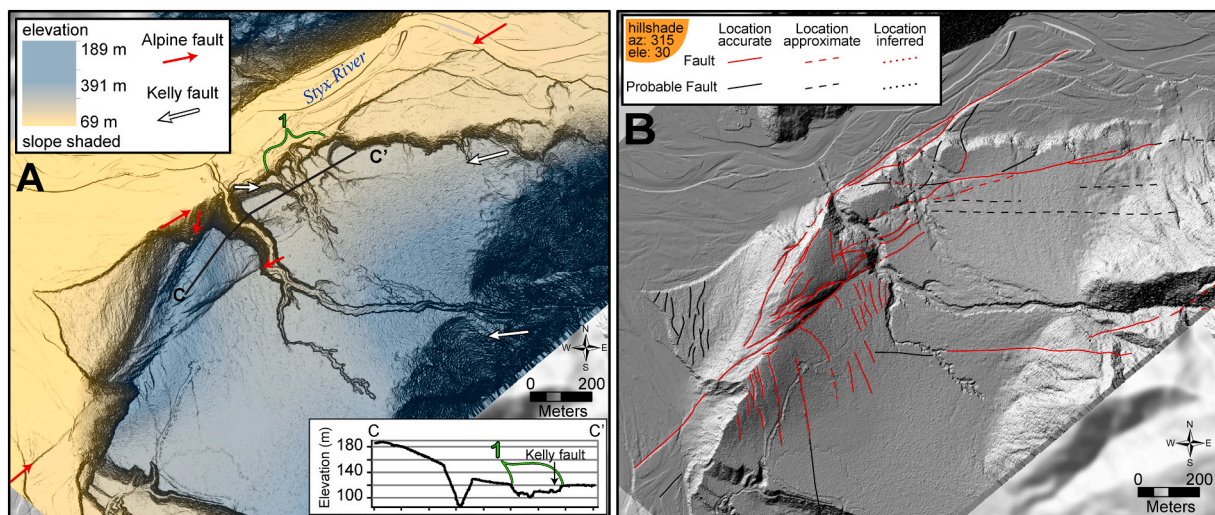 elevation
189 m
391 m
69 m
slope shaded
Alpine fault
Kelly fault
A
Styx River
1
C'
C
N
W E
S
0 200
Meters
C C'
Elevation (m)
180
160
140
120
100
1
Kelly fault
hillshade
az: 315
ele: 30
Location accurate
Location approximate
Location inferred
Fault
Probable Fault
B
N
W E
S
0 200
Meters